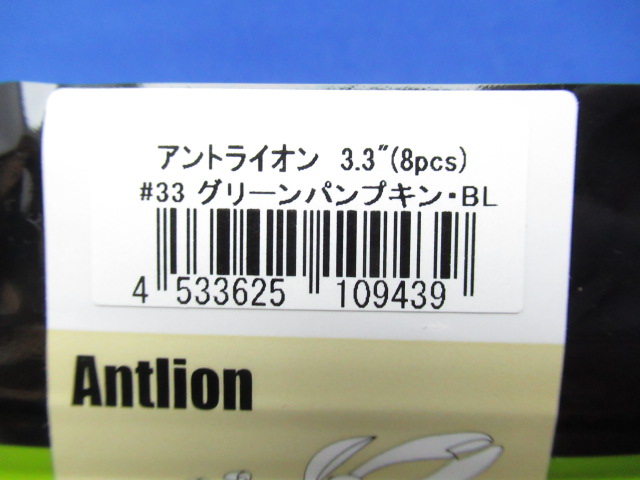 アントライオン 3.3"(8pcs)
#33 グリーンパンプキン・BL
4 533625 109439
Antlion